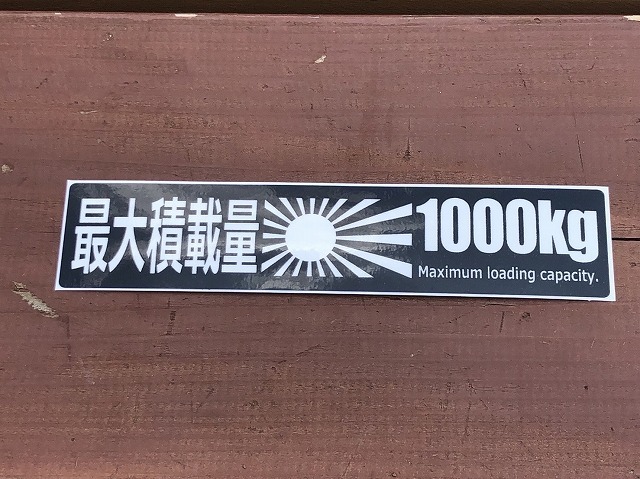 最大積載量 1000kg
Maximum loading capacity.